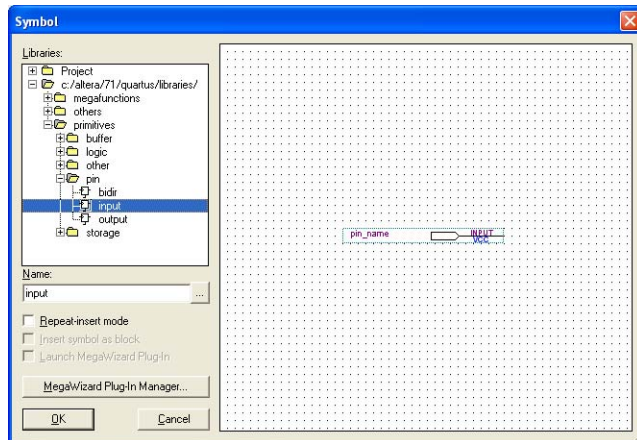 Symbol
Libraries:
Project
c:/altera/71/quartus/libraries/
megafunctions
others
primitives
buffer
logic
other
pin
bidir
input
output
storage
Name:
input
...
Repeat-insert mode
Insert symbol as block
Launch MegaWizard Plug-In
MegaWizard Plug-In Manager...
OK Cancel
pin_name INPUT
VCC